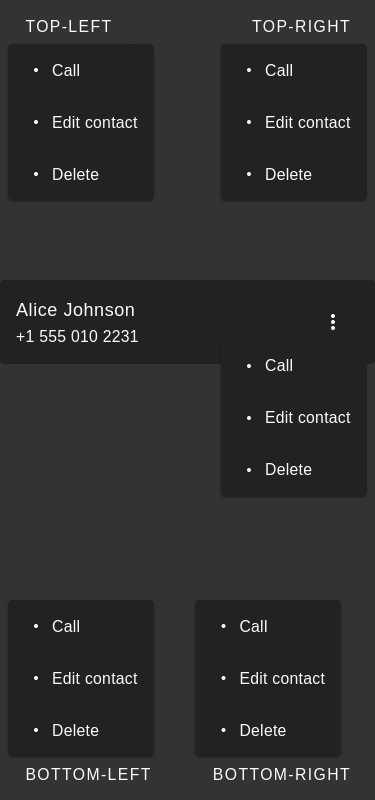 TOP-LEFT
• Call
• Edit contact
• Delete
TOP-RIGHT
• Call
• Edit contact
• Delete
Alice Johnson
+1 555 010 2231
• Call
• Edit contact
• Delete
• Call
• Edit contact
• Delete
BOTTOM-LEFT
• Call
• Edit contact
• Delete
BOTTOM-RIGHT